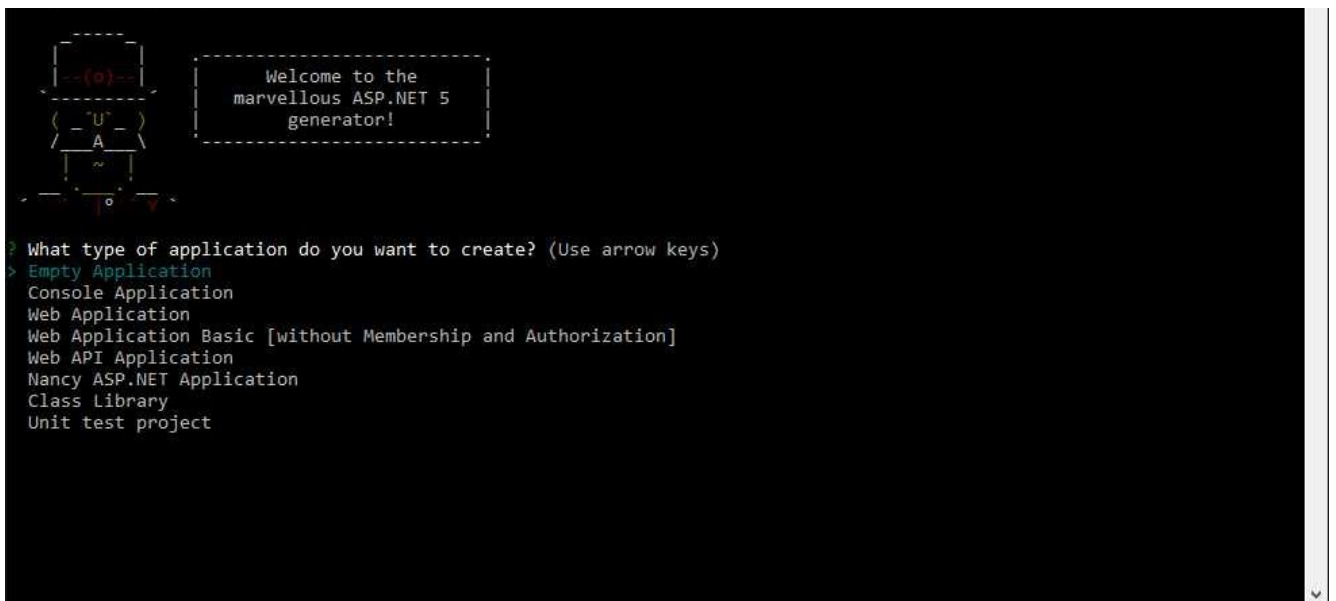 Welcome to the
marvellous ASP.NET 5
generator!
? What type of application do you want to create? (Use arrow keys)
> Empty Application
Console Application
Web Application
Web Application Basic [without Membership and Authorization]
Web API Application
Nancy ASP.NET Application
Class Library
Unit test project